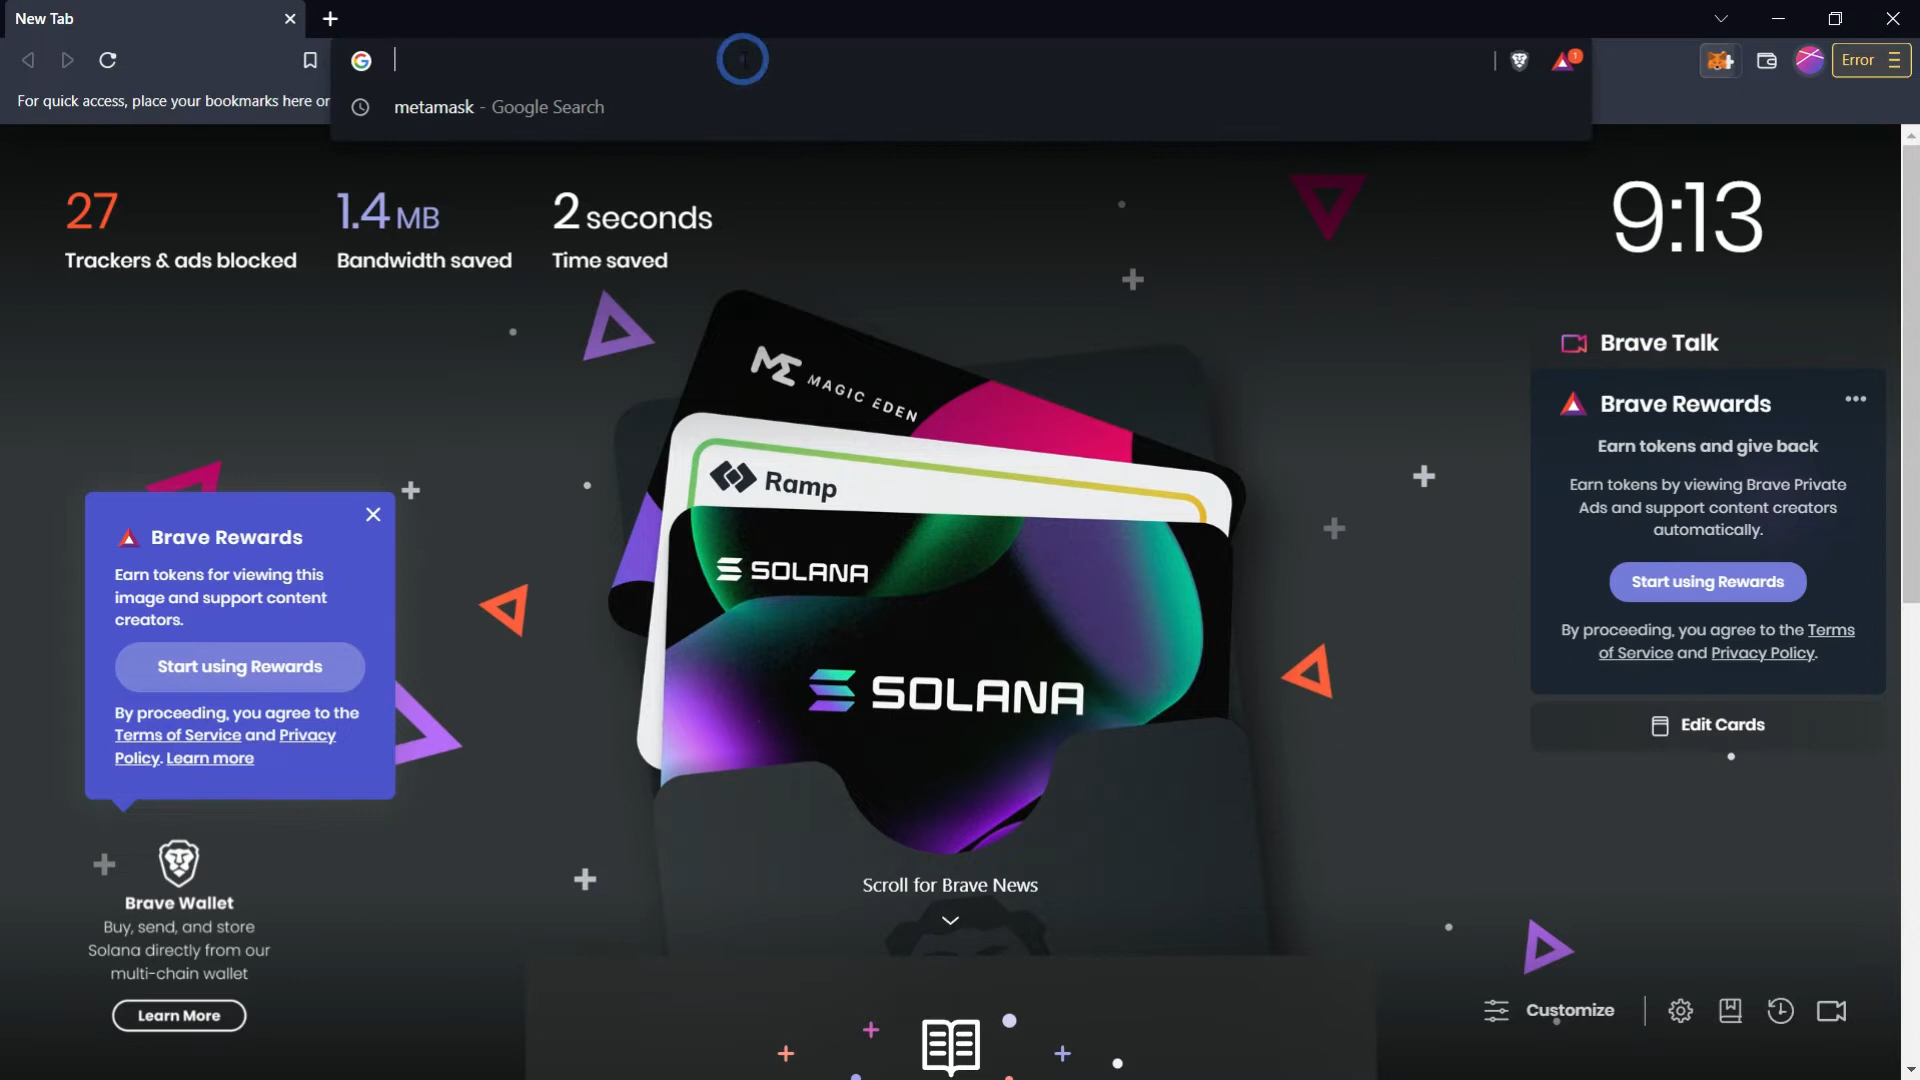 New Tab
Error
metamask - Google Search
For quick access, place your bookmarks here or
27
Trackers & ads blocked
1.4 MB
Bandwidth saved
2 seconds
Time saved
9:13
MAGIC EDEN
Ramp
SOLANA
SOLANA
Brave Rewards
Earn tokens for viewing this
image and support content
creators.
Start using Rewards
By proceeding, you agree to the
Terms of Service and Privacy
Policy. Learn more
Brave Wallet
Buy, send, and store
Solana directly from our
multi-chain wallet
Learn More
Scroll for Brave News
Brave Talk
Brave Rewards
Earn tokens and give back
Earn tokens by viewing Brave Private
Ads and support content creators
automatically.
Start using Rewards
By proceeding, you agree to the Terms
of Service and Privacy Policy.
Edit Cards
Customize